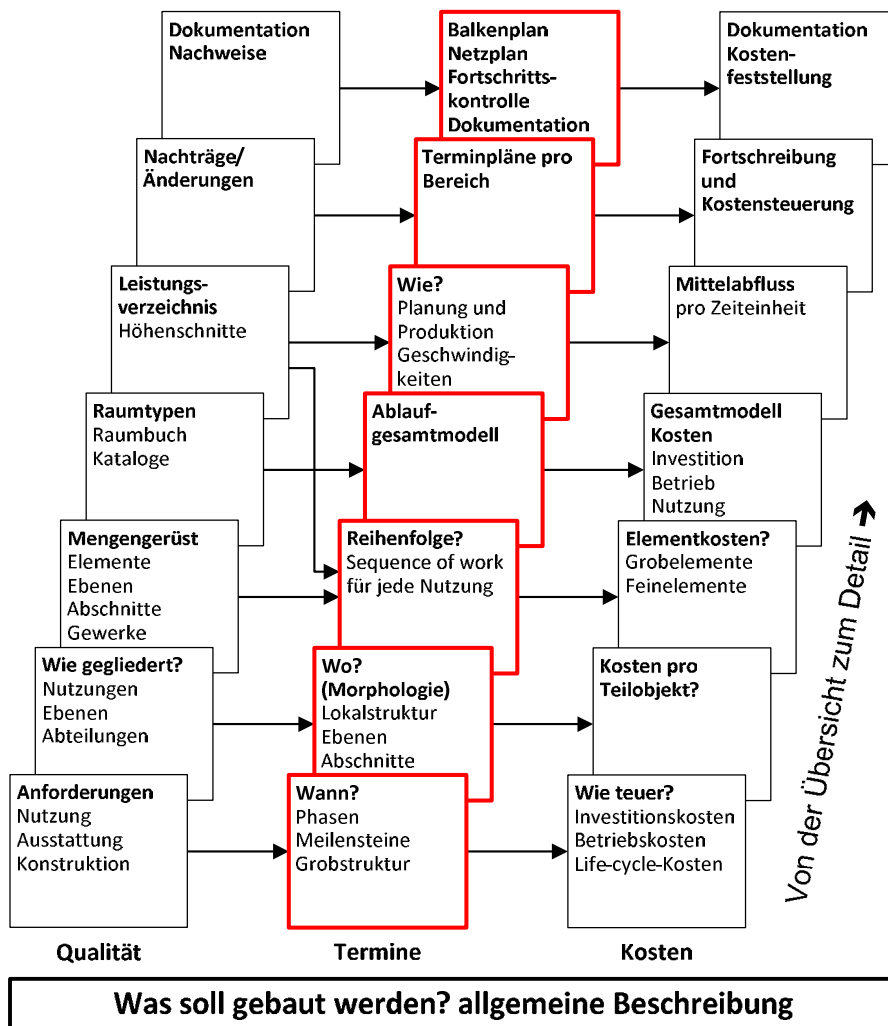 Dokumentation
Nachweise
Balkenplan
Netzplan
Fortschritts-
kontrolle
Dokumentation
Dokumentation
Kosten-
feststellung
Nachträge/
Änderungen
Terminpläne pro
Bereich
Fortschreibung
und
Kostensteuerung
Leistungs-
verzeichnis
Höhenschnitte
Wie?
Planung und
Produktion
Geschwindig-
keiten
Mittelabfluss
pro Zeiteinheit
Raumtypen
Raumbuch
Kataloge
Ablauf-
gesamtmodell
Gesamtmodell
Kosten
Investition
Betrieb
Nutzung
Mengengerüst
Elemente
Ebenen
Abschnitte
Gewerke
Reihenfolge?
Sequence of work
für jede Nutzung
Elementkosten?
Grobelemente
Feinelemente
Wie gegliedert?
Nutzungen
Ebenen
Abteilungen
Wo?
(Morphologie)
Lokalstruktur
Ebenen
Abschnitte
Kosten pro
Teilobjekt?
Anforderungen
Nutzung
Ausstattung
Konstruktion
Wann?
Phasen
Meilensteine
Grobstruktur
Wie teuer?
Investitionskosten
Betriebskosten
Life-cycle-Kosten
Von der Übersicht zum Detail ➔
Qualität
Termine
Kosten
Was soll gebaut werden? allgemeine Beschreibung